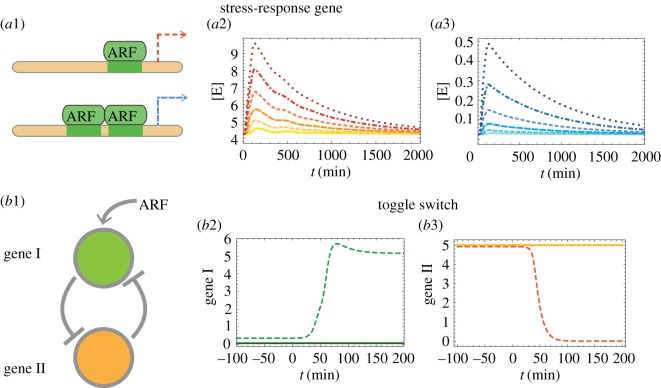 stress-response gene
(a1)
ARF
ARF ARF
(a2)
[E]
9
8
7
6
5
4
0 500 1000 1500 2000
t (min)
(a3)
[E]
0.5
0.4
0.3
0.2
0.1
0 500 1000 1500 2000
t (min)
toggle switch
(b1)
ARF
gene I
gene II
(b2)
gene I
6
5
4
3
2
1
0
−100 −50 0 50 100 150 200
t (min)
(b3)
gene II
5
4
3
2
1
0
−100 −50 0 50 100 150 200
t (min)